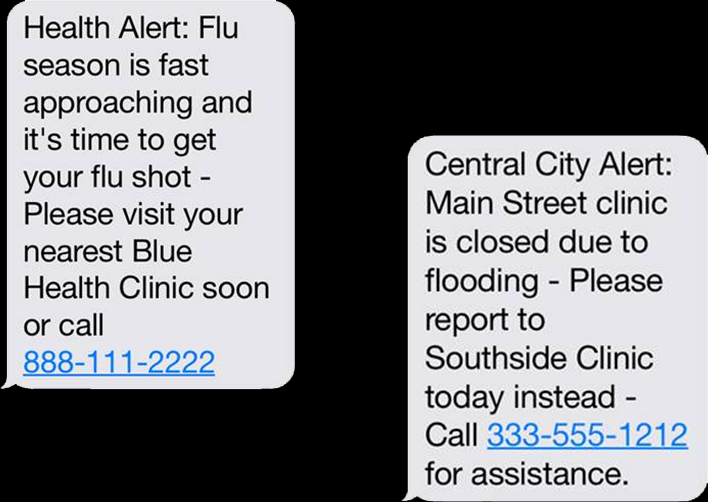 Health Alert: Flu
season is fast
approaching and
it's time to get
your flu shot -
Please visit your
nearest Blue
Health Clinic soon
or call
888-111-2222
Central City Alert:
Main Street clinic
is closed due to
flooding - Please
report to
Southside Clinic
today instead -
Call 333-555-1212
for assistance.